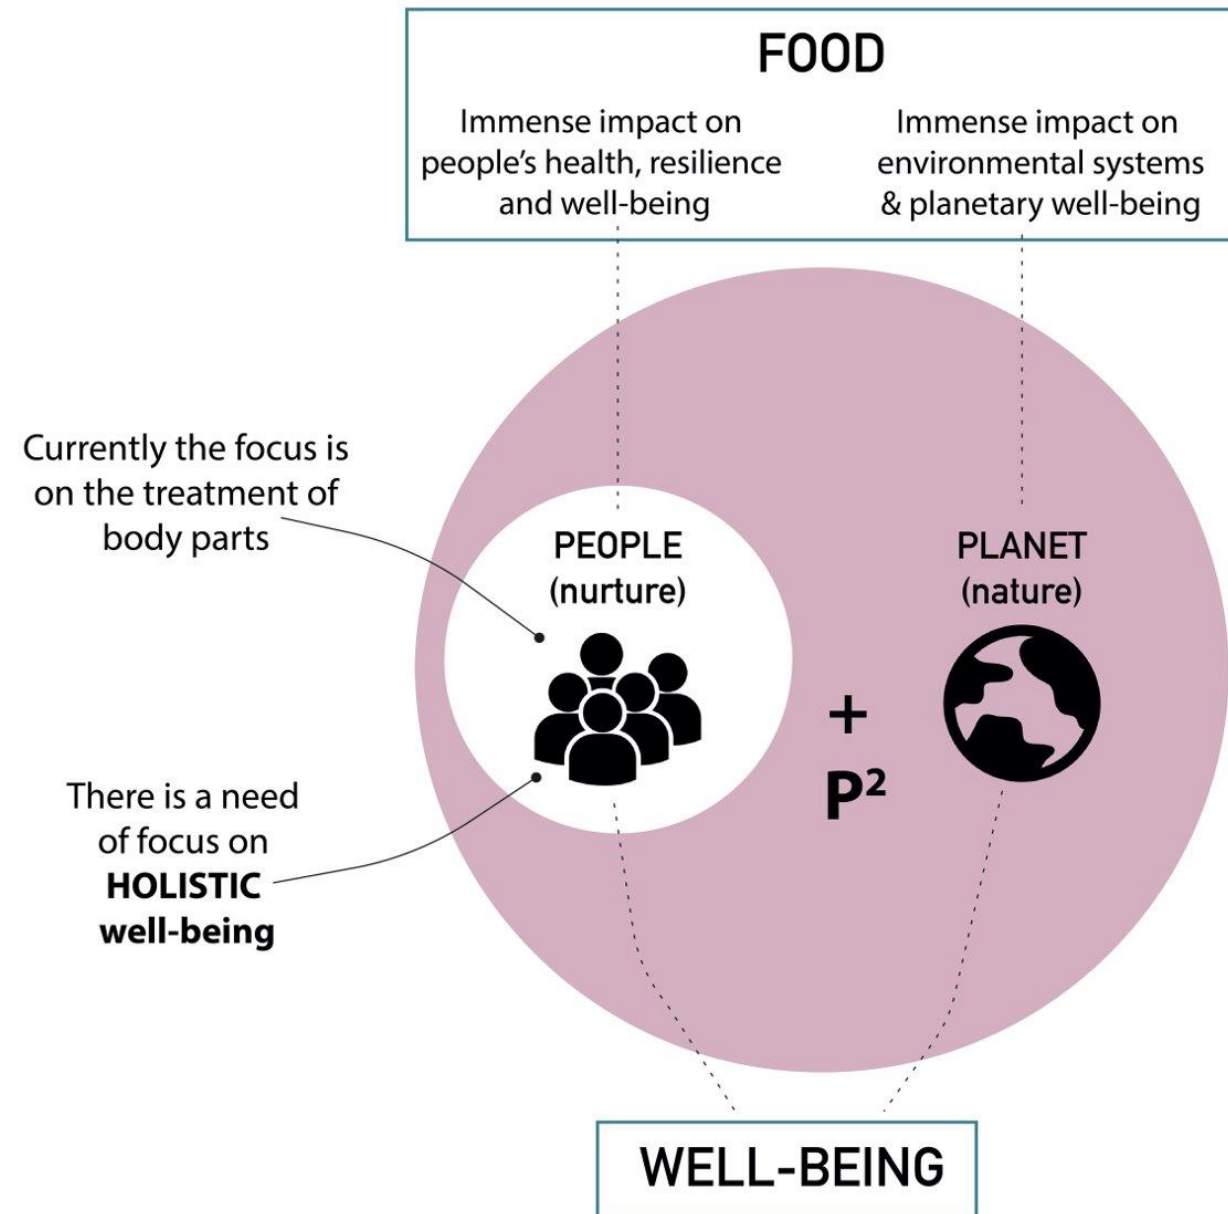 FOOD
Immense impact on
people's health, resilience
and well-being
Immense impact on
environmental systems
& planetary well-being
Currently the focus is
on the treatment of
body parts
PEOPLE
(nurture)
PLANET
(nature)
+
P²
There is a need
of focus on
HOLISTIC
well-being
WELL-BEING